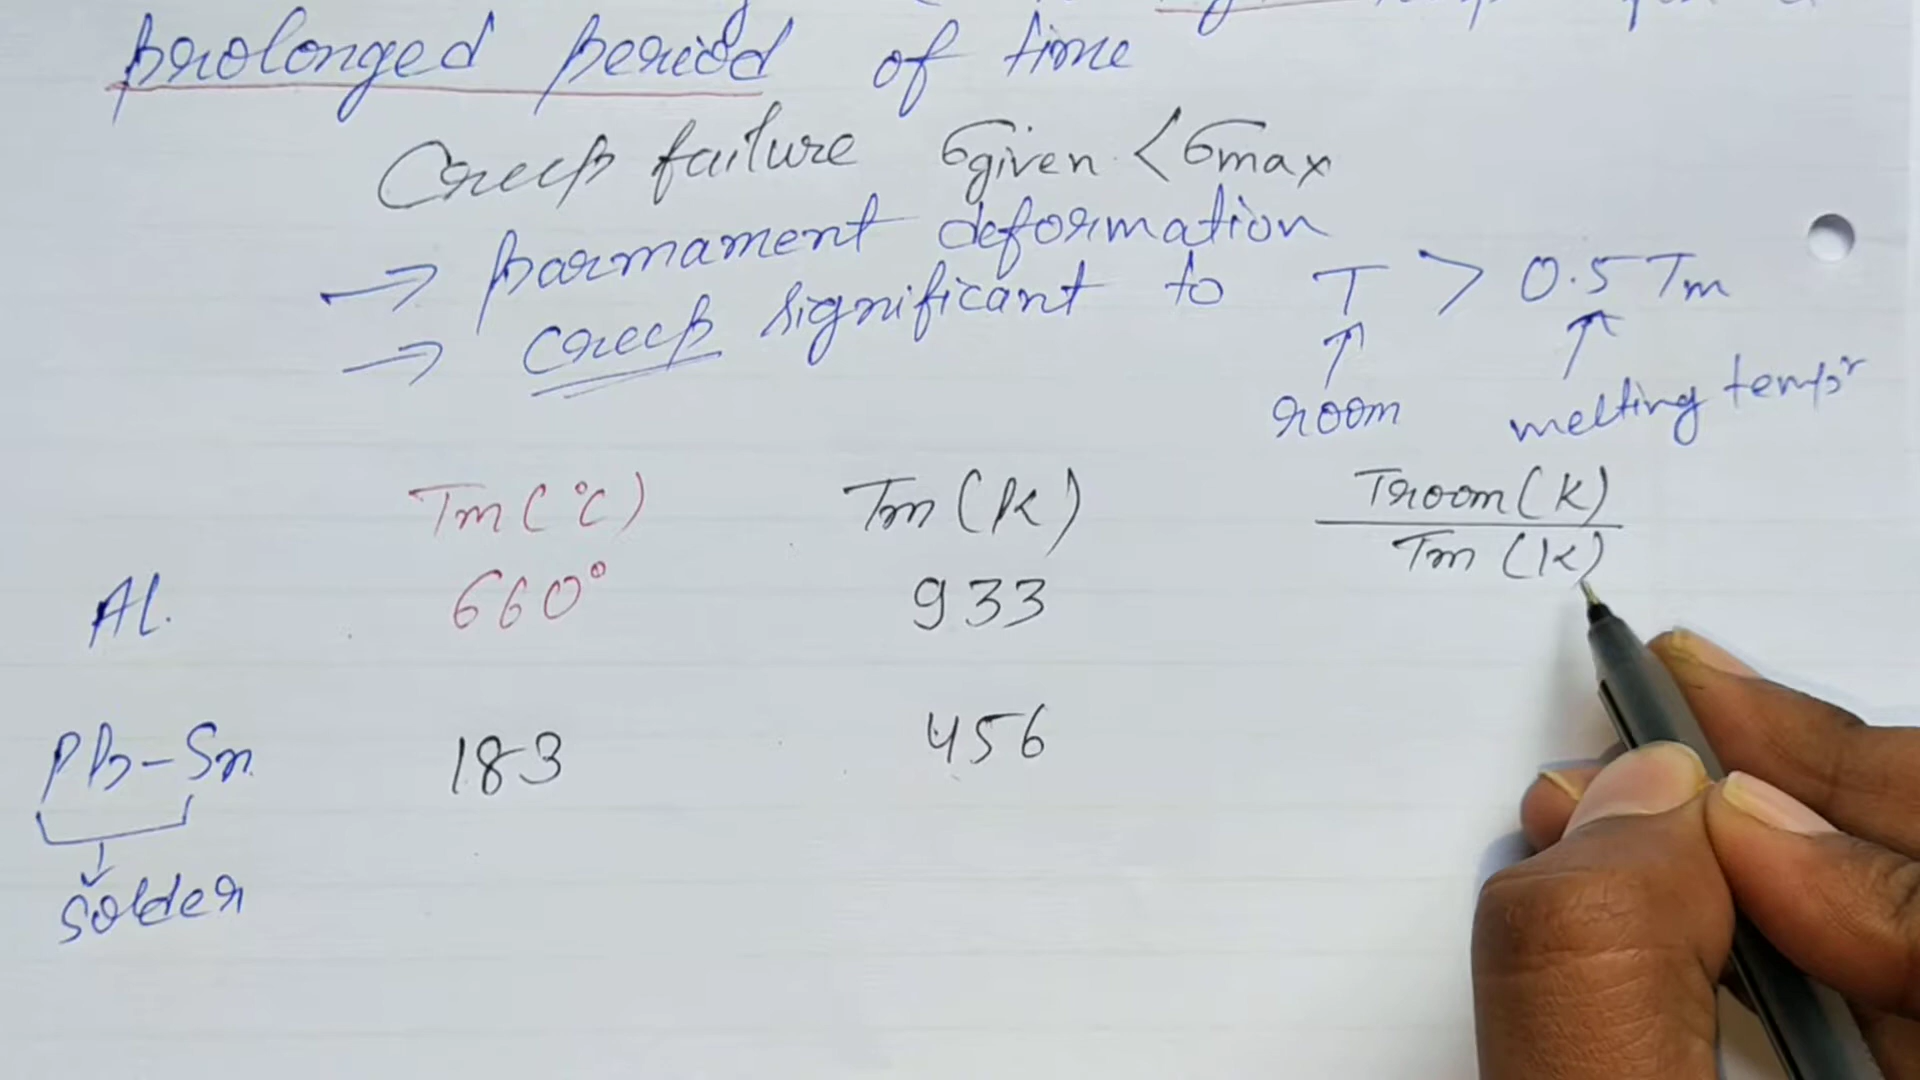 prolonged period of time
Creep failure σgiven < σmax
→ parmament deformation
→ creep significant to T > 0.5 Tm
↑ ↑
room melting tempr
Tm (°C) Tm (K) Troom (K)
Tm (K)
Al. 660° 933
PB-Sn 183 456
solder